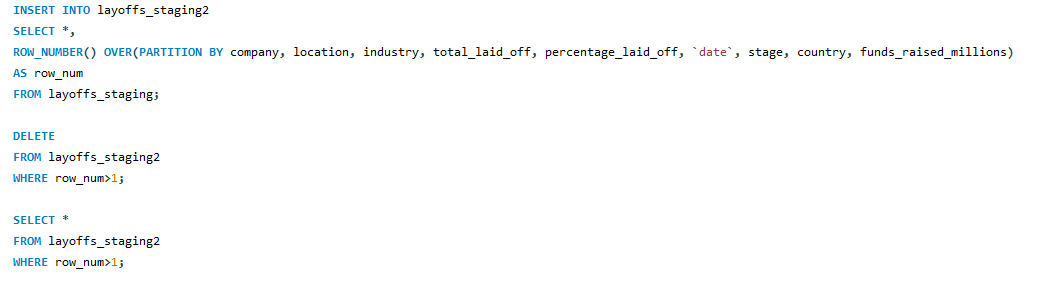 INSERT INTO layoffs_staging2
SELECT *,
ROW_NUMBER() OVER(PARTITION BY company, location, industry, total_laid_off, percentage_laid_off, `date`, stage, country, funds_raised_millions)
AS row_num
FROM layoffs_staging;
DELETE
FROM layoffs_staging2
WHERE row_num>1;
SELECT *
FROM layoffs_staging2
WHERE row_num>1;